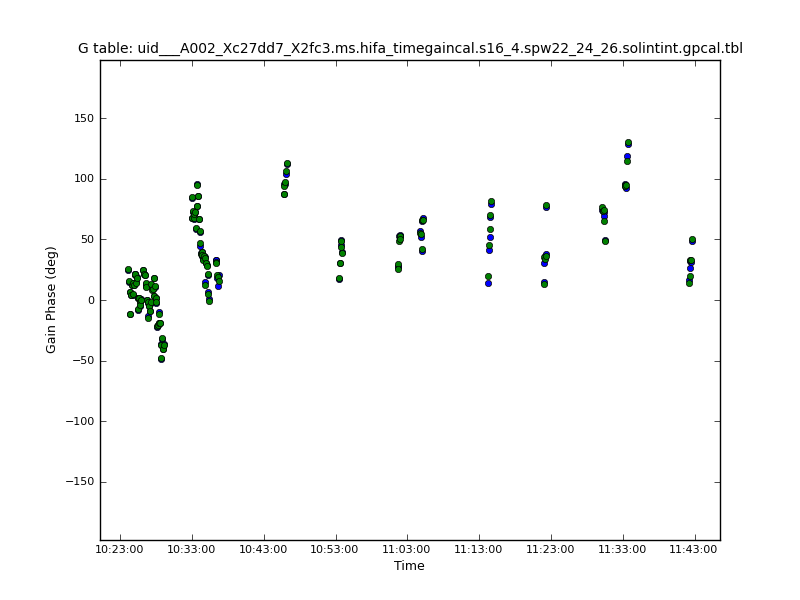 G table: uid___A002_Xc27dd7_X2fc3.ms.hifa_timegaincal.s16_4.spw22_24_26.solintint.gpcal.tbl
Gain Phase (deg)
150
100
50
0
−50
−100
−150
10:23:00 10:33:00 10:43:00 10:53:00 11:03:00 11:13:00 11:23:00 11:33:00 11:43:00
Time